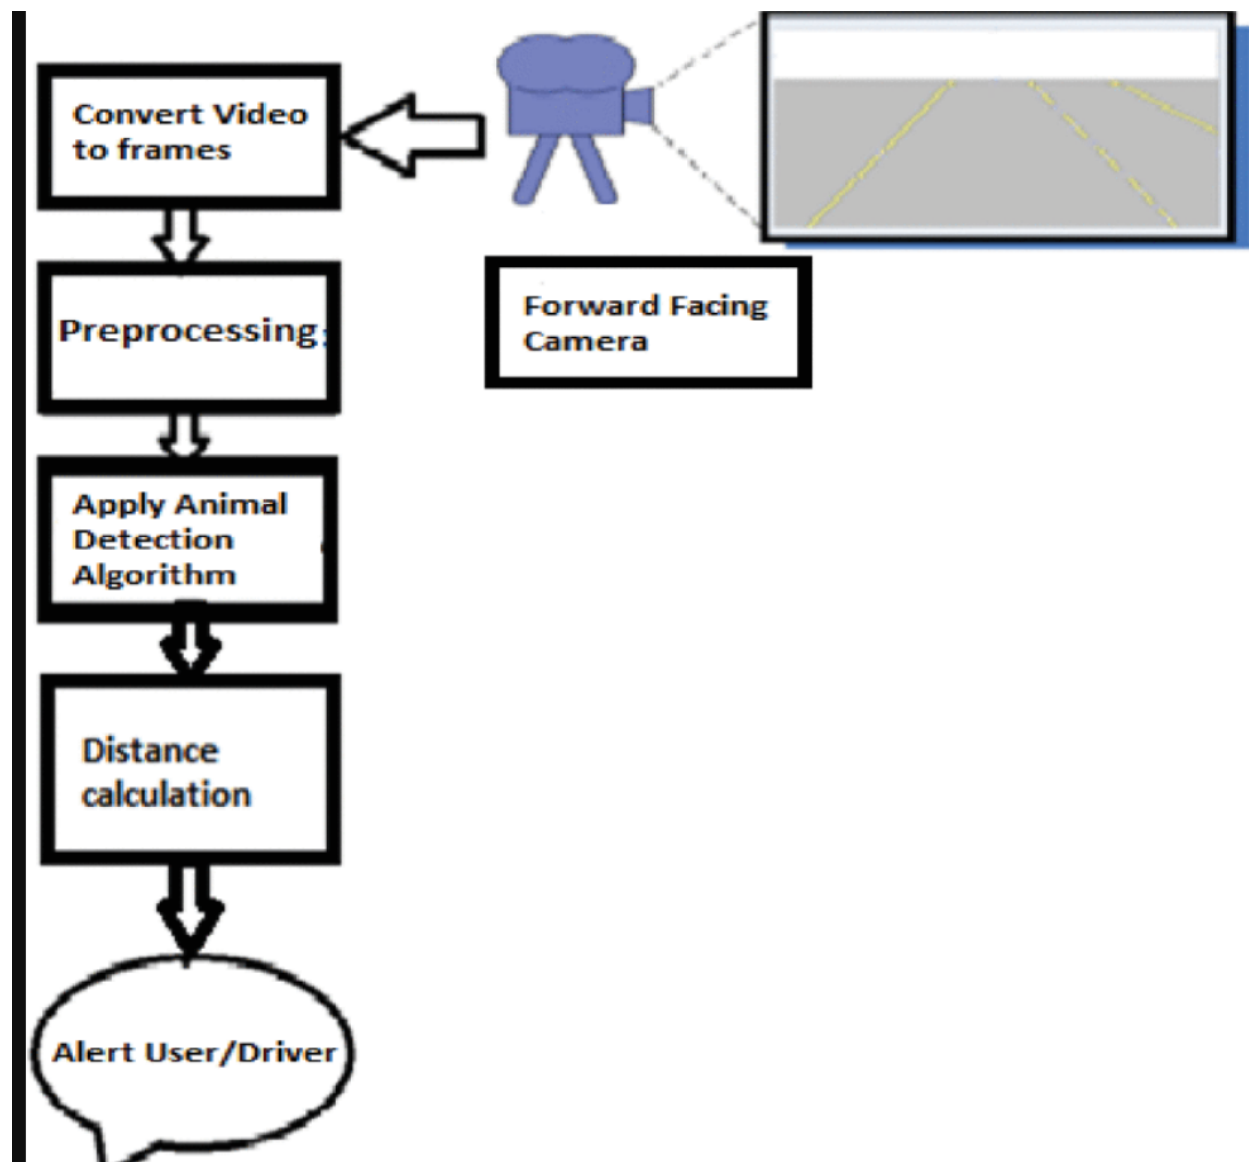 Convert Video
to frames
Forward Facing
Camera
Preprocessing
Apply Animal
Detection
Algorithm
Distance
calculation
Alert User/Driver